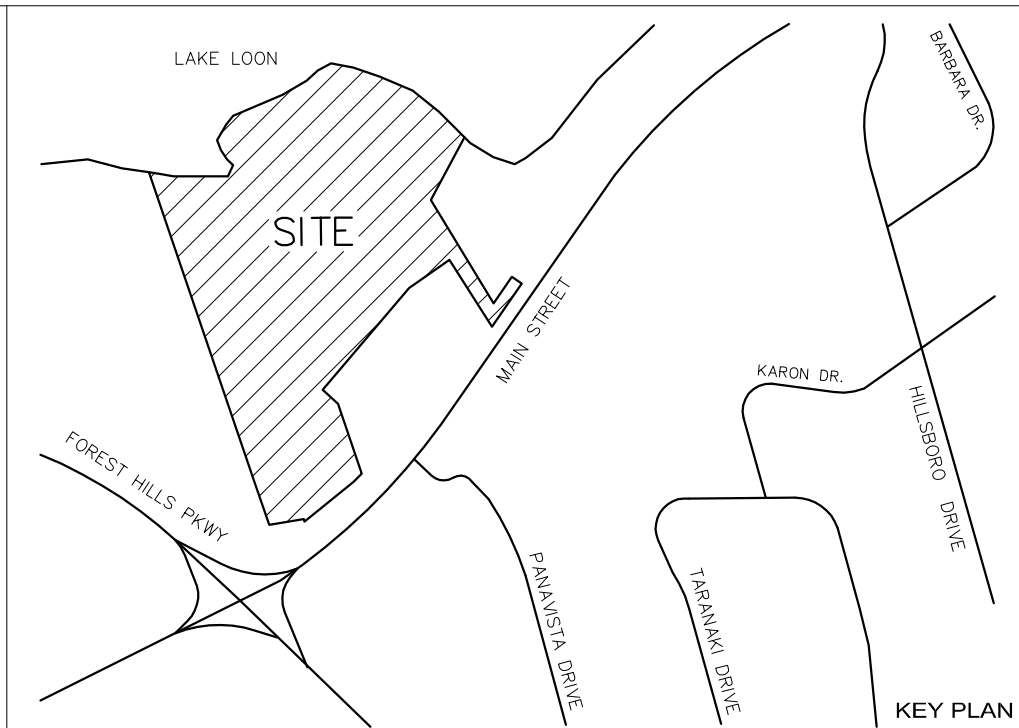 LAKE LOON
BARBARA DR.
SITE
MAIN STREET
KARON DR.
HILLSBORO DRIVE
FOREST HILLS PKWY
PANAVISTA DRIVE
TARANAKI DRIVE
KEY PLAN